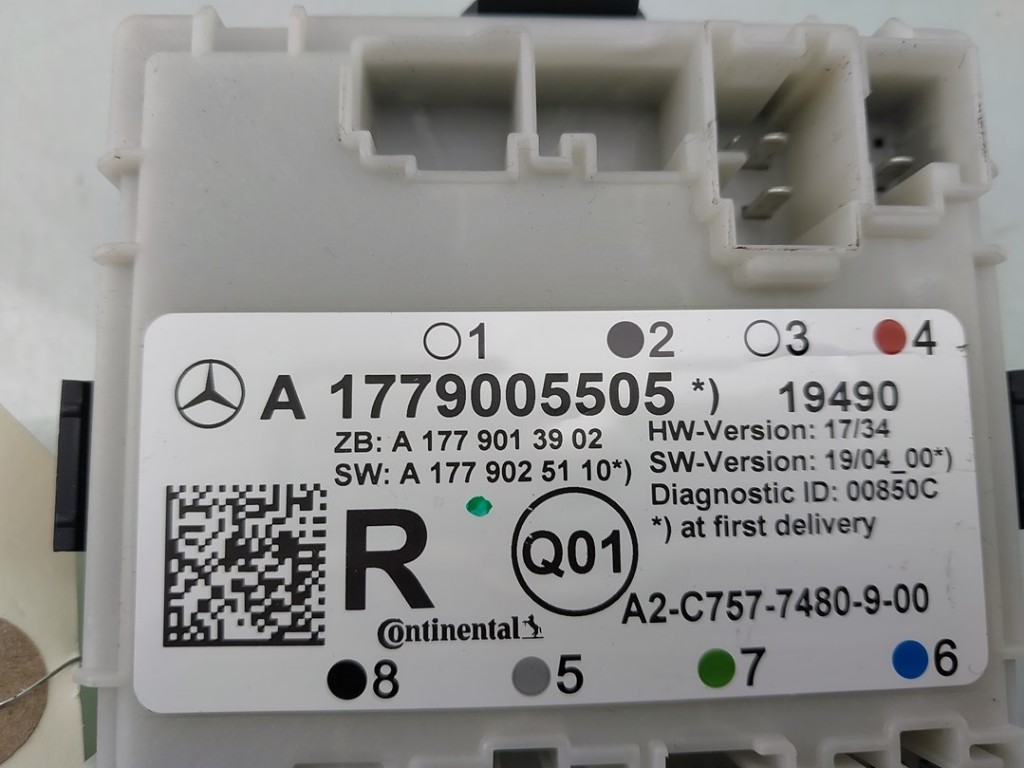 1 2 3 4
A 1779005505 *) 19490
ZB: A 177 901 39 02
HW-Version: 17/34
SW: A 177 902 51 10*)
SW-Version: 19/04_00*)
Diagnostic ID: 00850C
*) at first delivery
R
Q01
A2-C757-7480-9-00
Continental
8 5 7 6